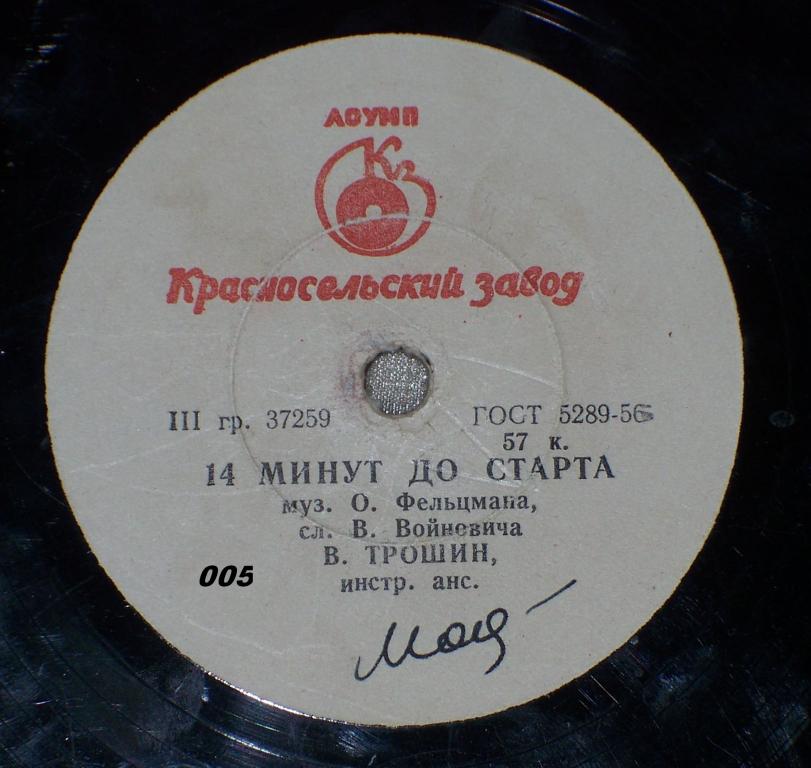 ЛОУМП
Кз
Красносельский завод
III гр. 37259 ГОСТ 5289-56
57 к.
14 МИНУТ ДО СТАРТА
муз. О. Фельцмана,
сл. В. Войновича
В. ТРОШИН,
инстр. анс.
005